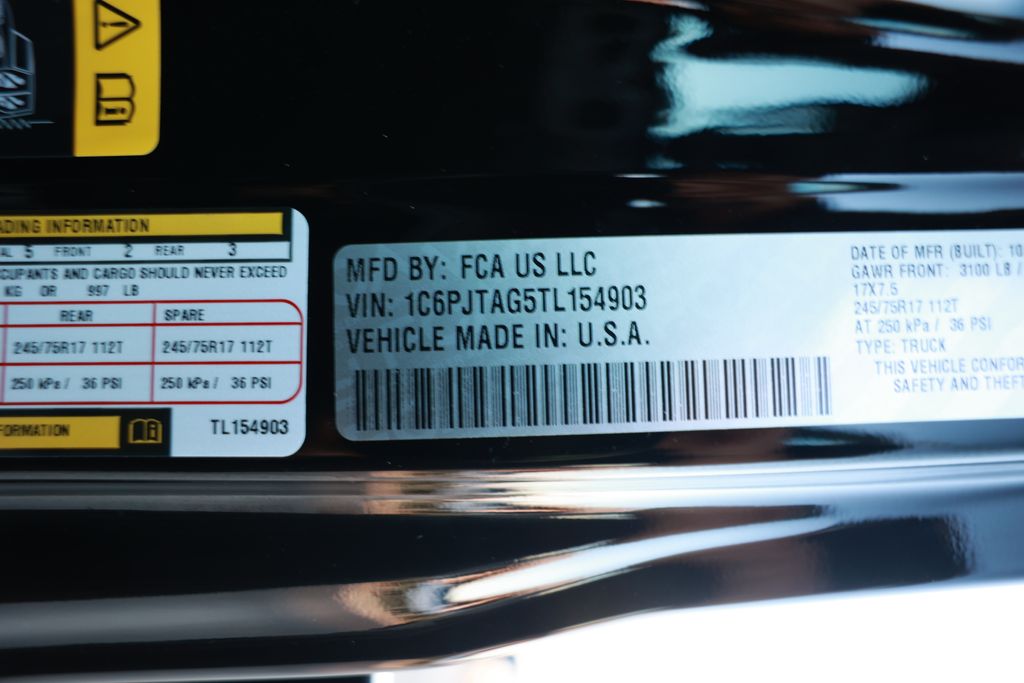 ADING INFORMATION
AL 5 FRONT 2 REAR 3
CUPANTS AND CARGO SHOULD NEVER EXCEED
KG OR 997 LB
REAR SPARE
245/75R17 112T 245/75R17 112T
250 kPa / 36 PSI 250 kPa / 36 PSI
FORMATION
TL154903
MFD BY: FCA US LLC
VIN: 1C6PJTAG5TL154903
VEHICLE MADE IN: U.S.A.
DATE OF MFR (BUILT): 10
GAWR FRONT: 3100 LB /
17X7.5
245/75R17 112T
AT 250 kPa / 36 PSI
TYPE: TRUCK
THIS VEHICLE CONFOR
SAFETY AND THEFT